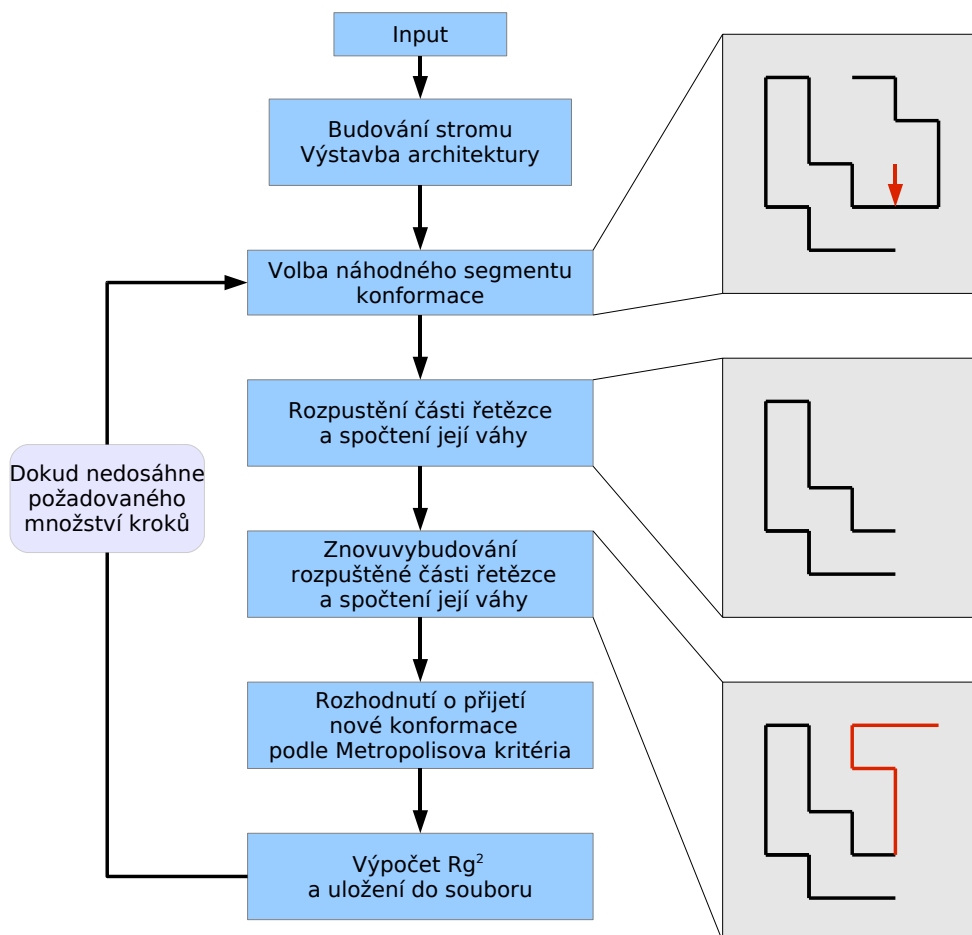 Input
Budování stromu
Výstavba architektury
Volba náhodného segmentu
konformace
Rozpustění části řetězce
a spočtení její váhy
Dokud nedosáhne
požadovaného
množství kroků
Znovuvybudování
rozpuštěné části řetězce
a spočtení její váhy
Rozhodnutí o přijetí
nové konformace
podle Metropolisova kritéria
Výpočet Rg²
a uložení do souboru